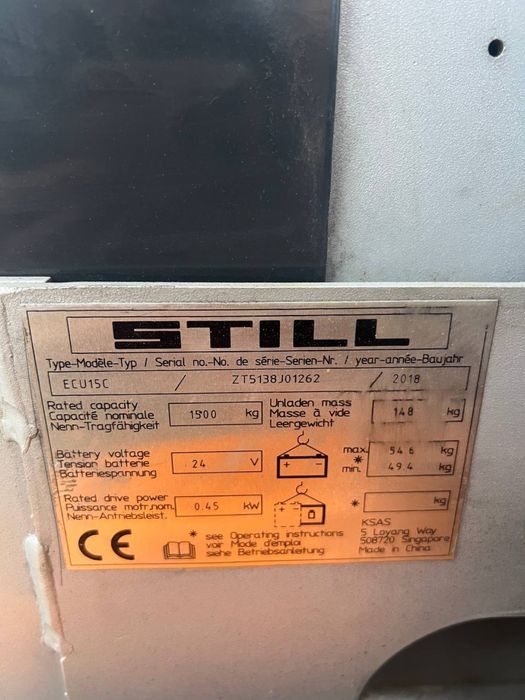 STILL
Type-Modèle-Typ / Serial no.-No. de série-Serien-Nr. / year-année-Baujahr
ECU15C / ZT5138J01262 / 2018
Rated capacity
Capacité nominale 1500 kg
Nenn-Tragfähigkeit
Unladen mass
Masse à vide 148 kg
Leergewicht
Battery voltage
Tension batterie 24 V
Batteriespannung
+ -
max. 54.6 kg
*
min. 49.4 kg
Rated drive power
Puissance motr.nom. 0.45 kW
Nenn-Antriebsleist.
* kg
CE
* see Operating instructions
voir Mode d'emploi
siehe Betriebsanleitung
KSAS
5 Loyang Way
508720 Singapore
Made in China